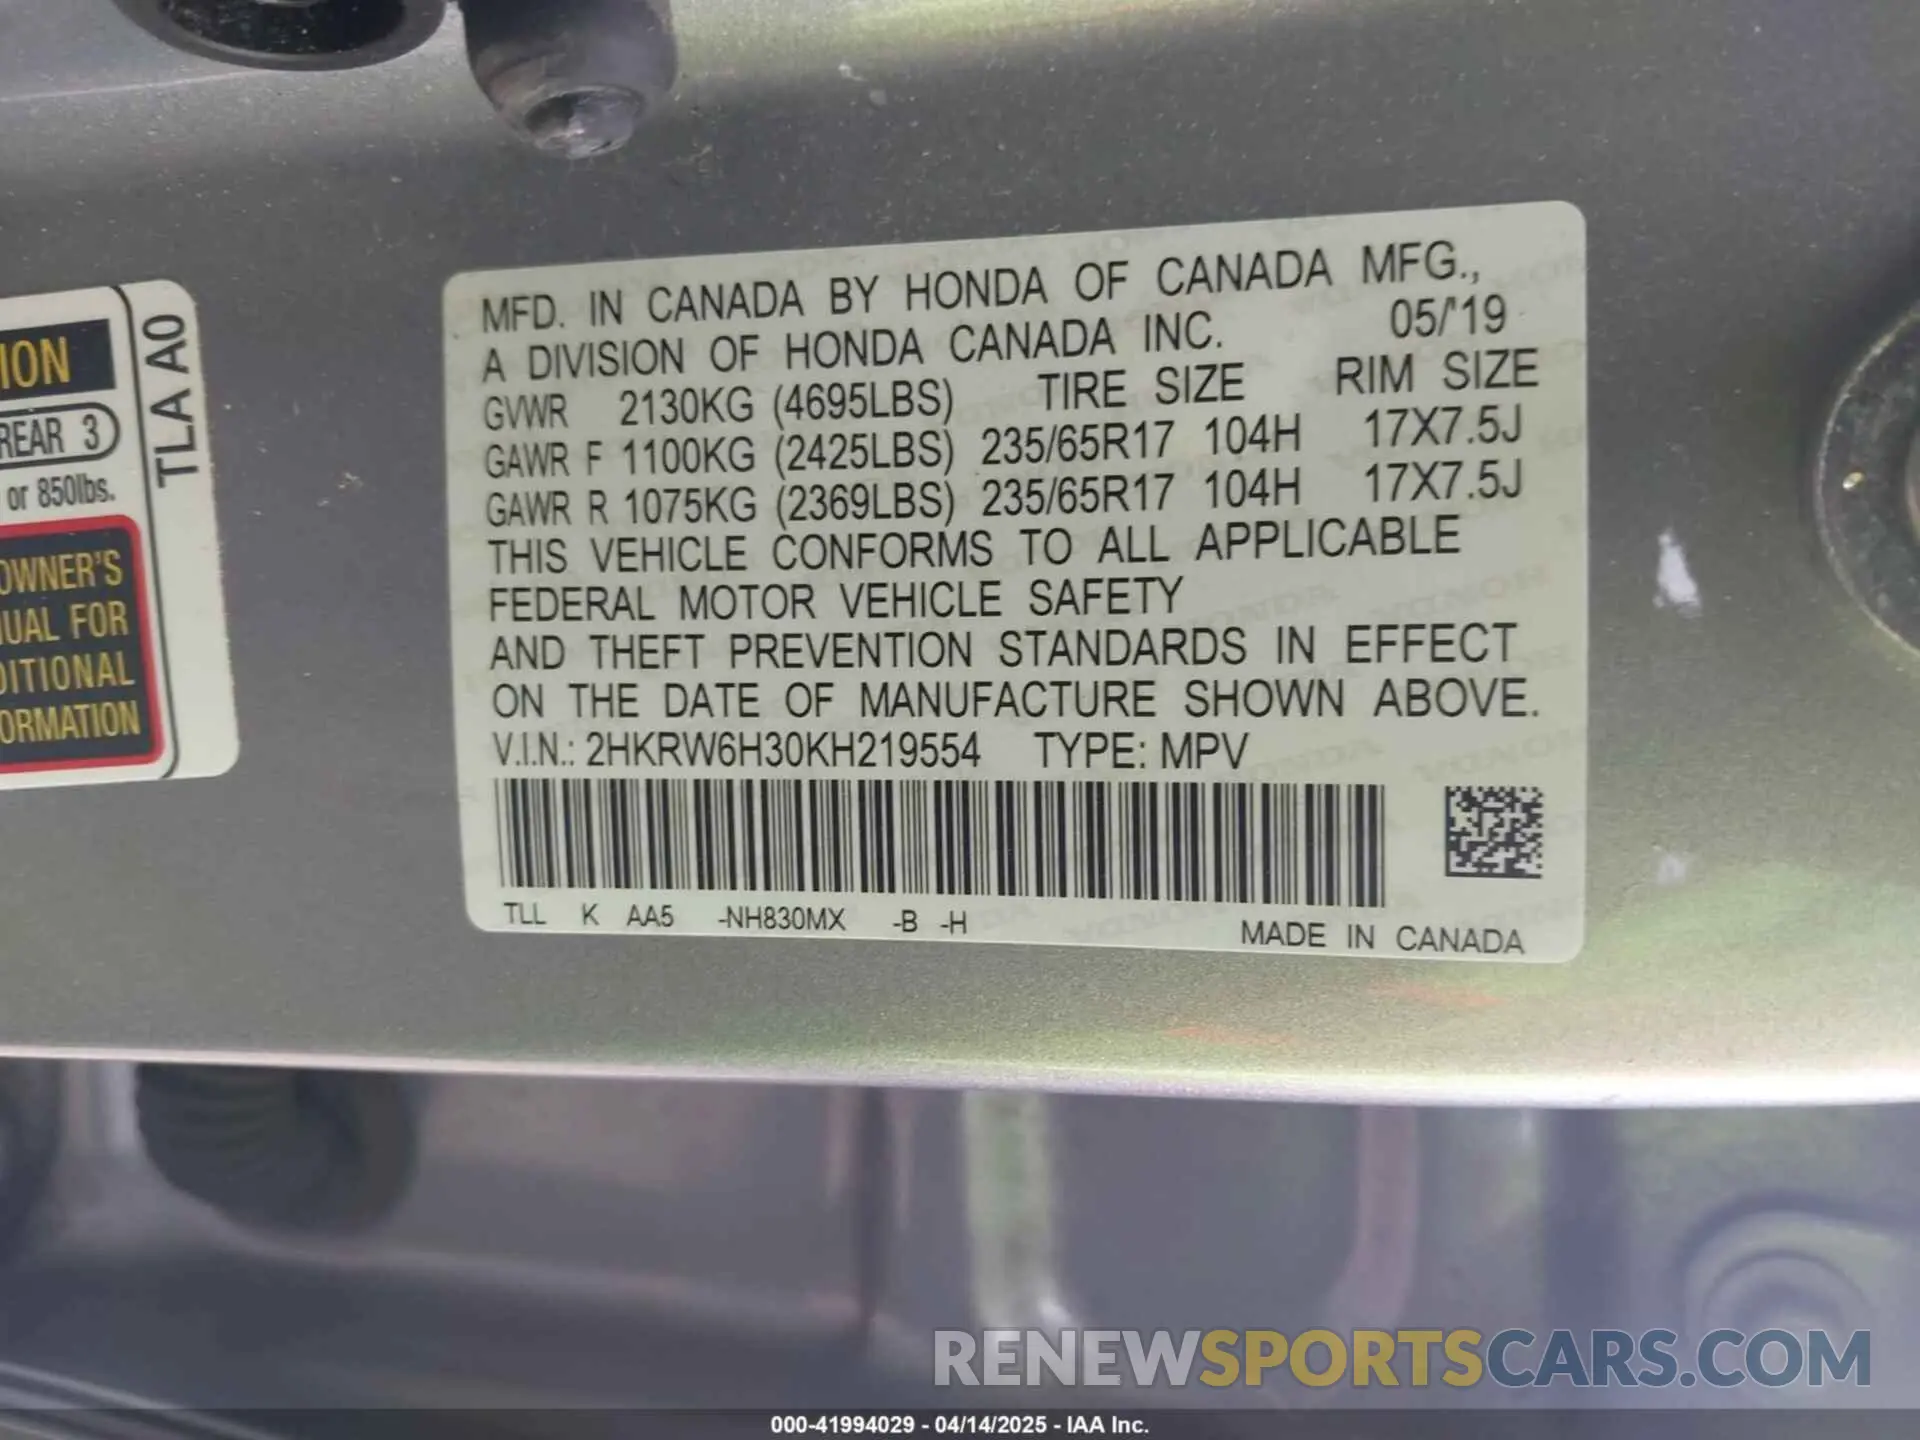 ION
REAR 3
or 850lbs.
OWNER'S
UAL FOR
DITIONAL
ORMATION
TLA A0
MFD. IN CANADA BY HONDA OF CANADA MFG.,
A DIVISION OF HONDA CANADA INC. 05/'19
GVWR 2130KG (4695LBS) TIRE SIZE RIM SIZE
GAWR F 1100KG (2425LBS) 235/65R17 104H 17X7.5J
GAWR R 1075KG (2369LBS) 235/65R17 104H 17X7.5J
THIS VEHICLE CONFORMS TO ALL APPLICABLE
FEDERAL MOTOR VEHICLE SAFETY
AND THEFT PREVENTION STANDARDS IN EFFECT
ON THE DATE OF MANUFACTURE SHOWN ABOVE.
V.I.N.: 2HKRW6H30KH219554 TYPE: MPV
TLL K AA5 -NH830MX -B -H
MADE IN CANADA
RENEWSPORTSCARS.COM
000-41994029 - 04/14/2025 - IAA Inc.